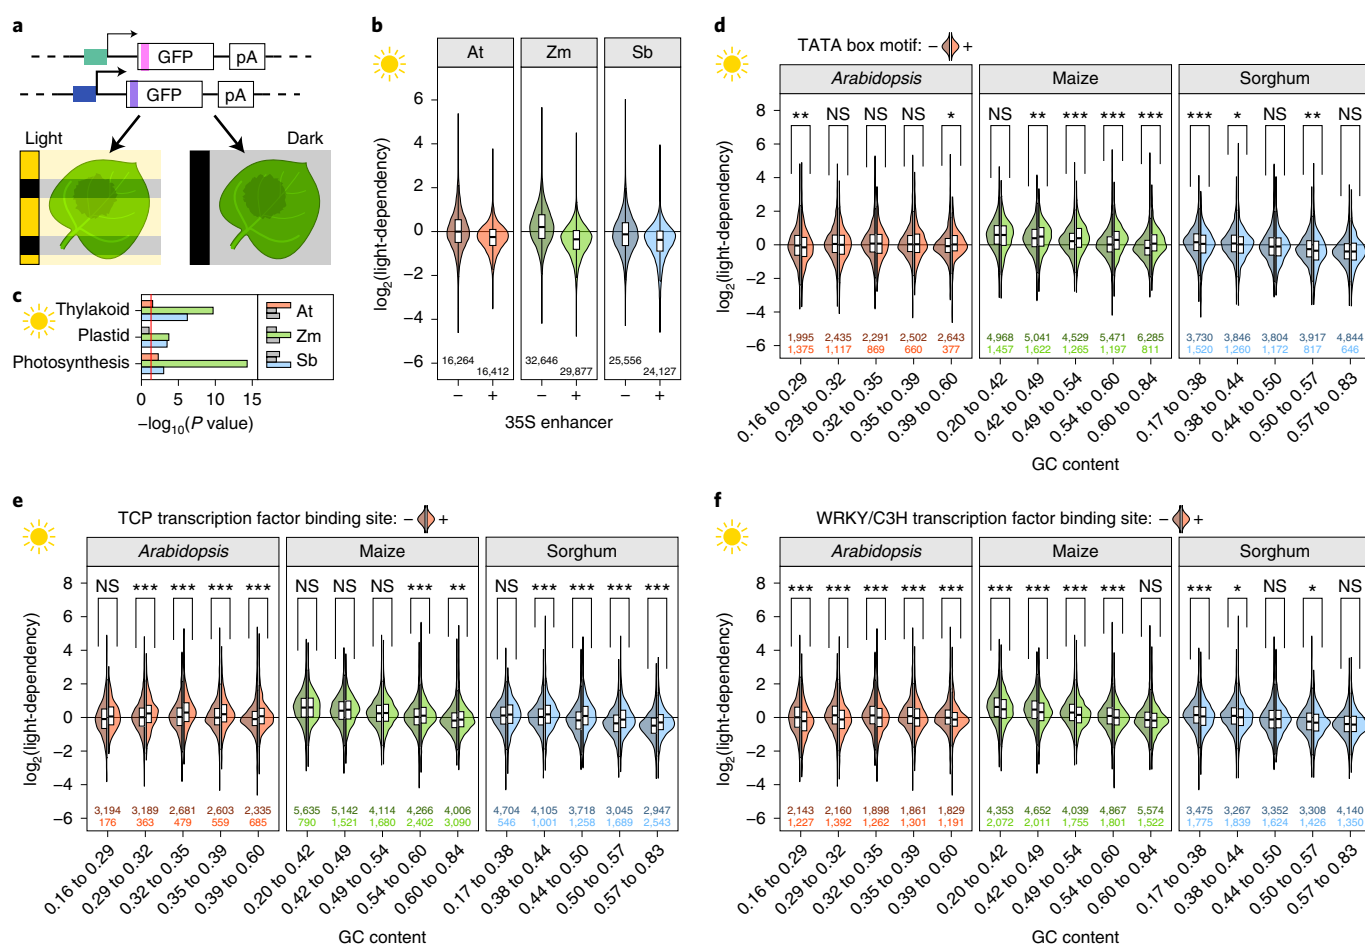 a
GFP
pA
GFP
pA
Light
Dark
b
At
Zm
Sb
log2(light-dependency)
6
4
2
0
−2
−4
−6
16,264
16,412
32,646
29,877
25,556
24,127
− + − + − +
35S enhancer
c
Thylakoid
Plastid
Photosynthesis
At
Zm
Sb
0 5 10 15
−log10(P value)
d
TATA box motif: − +
Arabidopsis
Maize
Sorghum
log2(light-dependency)
8
6
4
2
0
−2
−4
−6
** NS NS NS *
NS ** *** *** ***
*** * NS ** NS
1,995 2,435 2,291 2,502 2,643
1,375 1,117 869 660 377
4,968 5,041 4,529 5,471 6,285
1,457 1,622 1,265 1,197 811
3,730 3,846 3,804 3,917 4,844
1,520 1,260 1,172 817 646
0.16 to 0.29
0.29 to 0.32
0.32 to 0.35
0.35 to 0.39
0.39 to 0.60
0.20 to 0.42
0.42 to 0.49
0.49 to 0.54
0.54 to 0.60
0.60 to 0.84
0.17 to 0.38
0.38 to 0.44
0.44 to 0.50
0.50 to 0.57
0.57 to 0.83
GC content
e
TCP transcription factor binding site: − +
Arabidopsis
Maize
Sorghum
log2(light-dependency)
8
6
4
2
0
−2
−4
−6
NS *** *** *** ***
NS NS NS *** **
NS *** *** *** ***
3,194 3,189 2,681 2,603 2,335
176 363 479 559 685
5,635 5,142 4,114 4,266 4,006
790 1,521 1,680 2,402 3,090
4,704 4,105 3,718 3,045 2,947
546 1,001 1,258 1,689 2,543
0.16 to 0.29
0.29 to 0.32
0.32 to 0.35
0.35 to 0.39
0.39 to 0.60
0.20 to 0.42
0.42 to 0.49
0.49 to 0.54
0.54 to 0.60
0.60 to 0.84
0.17 to 0.38
0.38 to 0.44
0.44 to 0.50
0.50 to 0.57
0.57 to 0.83
GC content
f
WRKY/C3H transcription factor binding site: − +
Arabidopsis
Maize
Sorghum
log2(light-dependency)
8
6
4
2
0
−2
−4
−6
*** *** *** *** ***
*** *** *** *** NS
*** * NS * NS
2,143 2,160 1,898 1,861 1,829
1,227 1,392 1,262 1,301 1,191
4,353 4,652 4,039 4,867 5,574
2,072 2,011 1,755 1,801 1,522
3,475 3,267 3,352 3,308 4,140
1,775 1,839 1,624 1,426 1,350
0.16 to 0.29
0.29 to 0.32
0.32 to 0.35
0.35 to 0.39
0.39 to 0.60
0.20 to 0.42
0.42 to 0.49
0.49 to 0.54
0.54 to 0.60
0.60 to 0.84
0.17 to 0.38
0.38 to 0.44
0.44 to 0.50
0.50 to 0.57
0.57 to 0.83
GC content